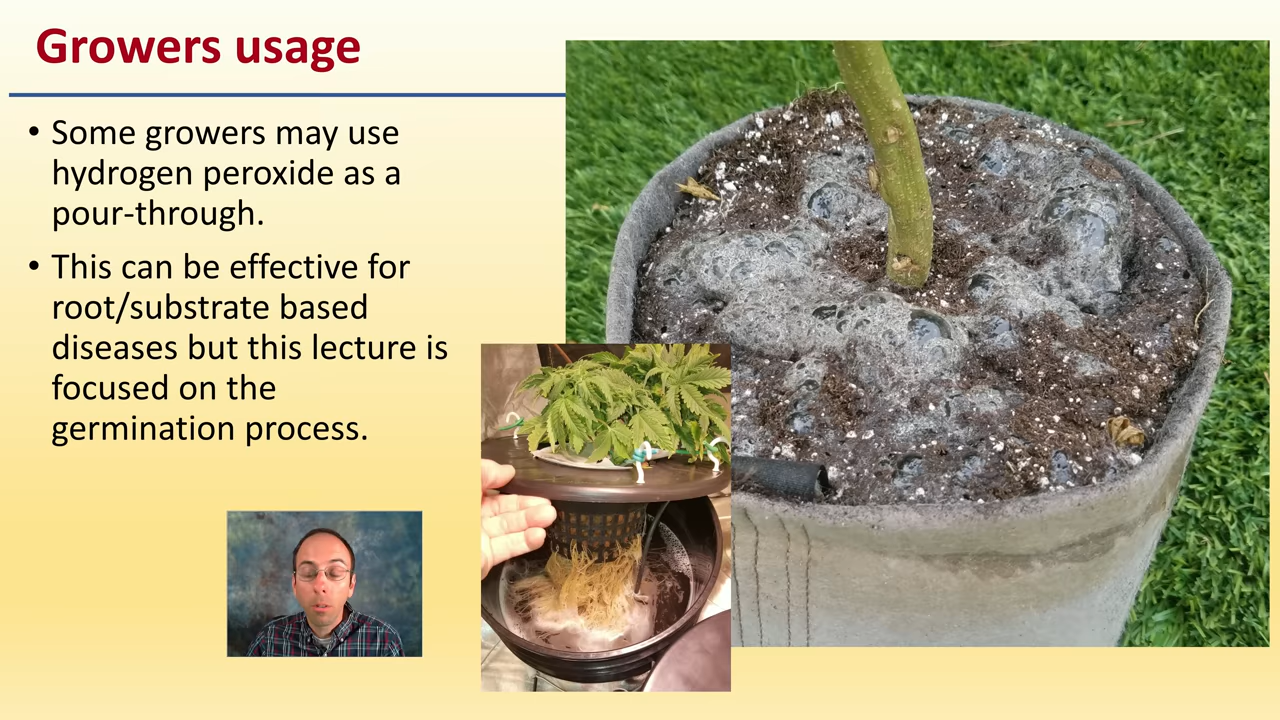 Growers usage
• Some growers may use
hydrogen peroxide as a
pour-through.
• This can be effective for
root/substrate based
diseases but this lecture is
focused on the
germination process.